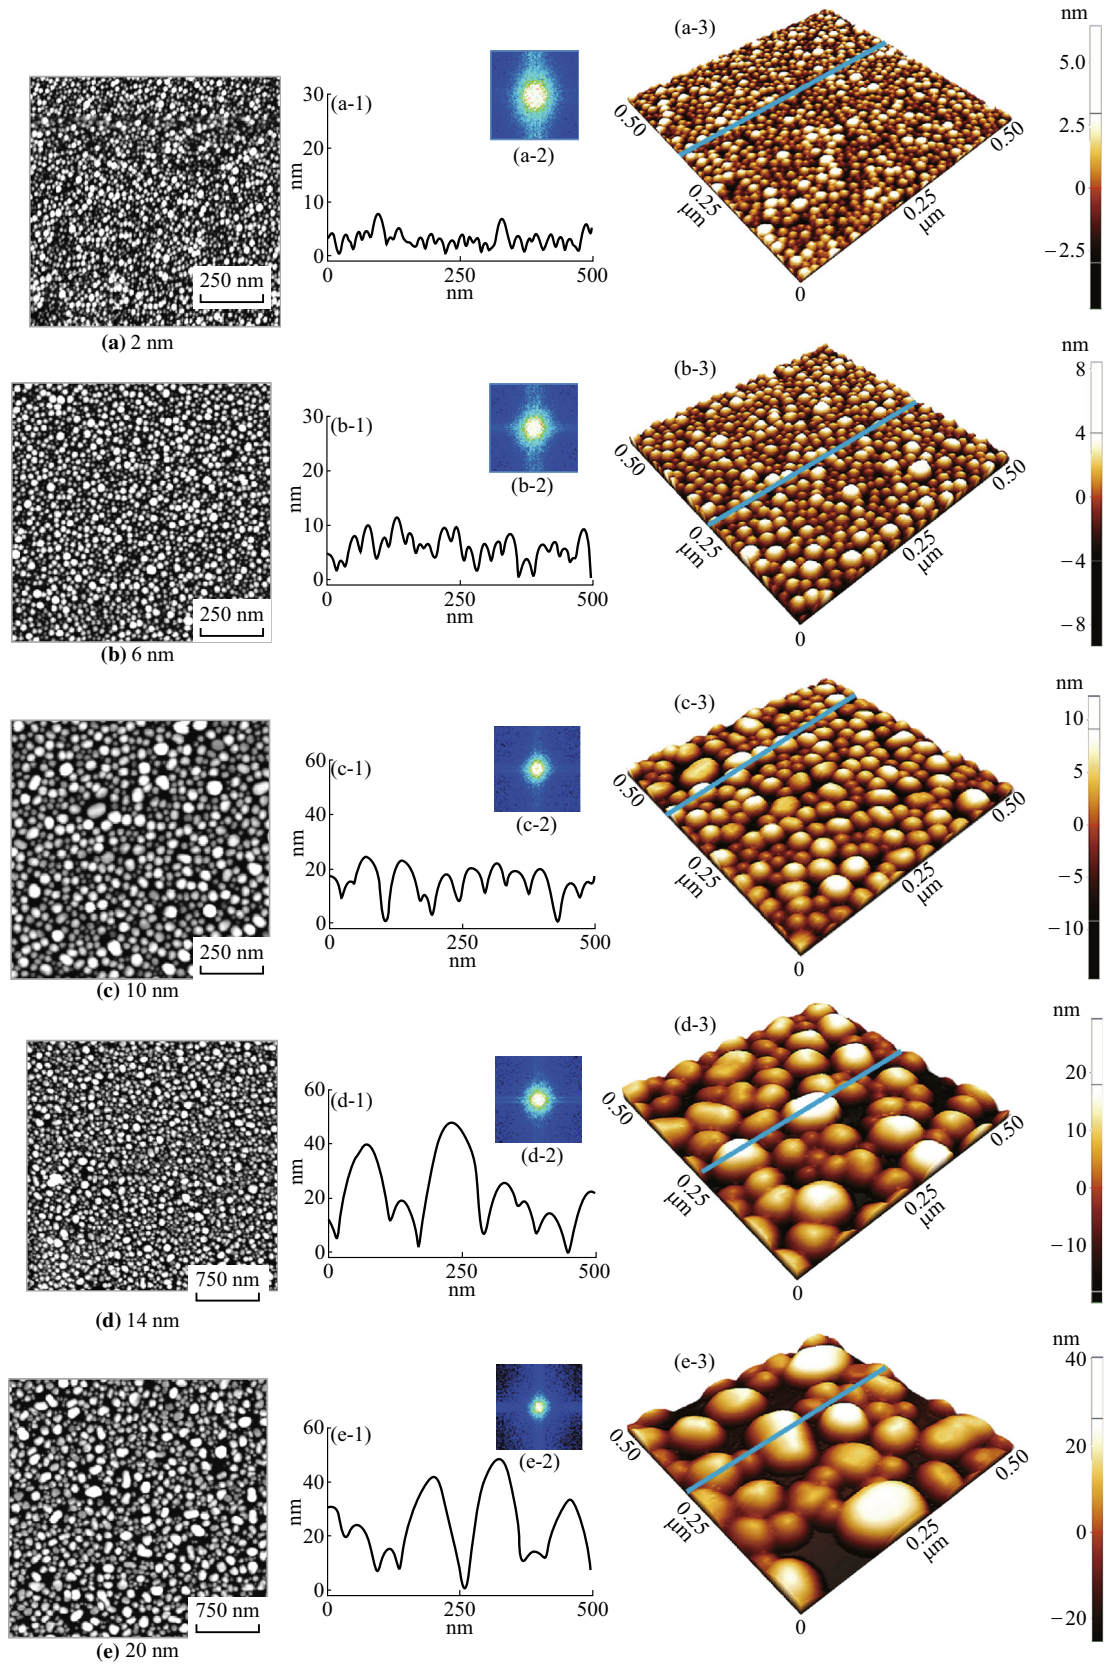 250 nm
(a) 2 nm
(a-1)
30
20
10
0
nm
0
250
500
nm
(a-2)
(a-3)
0.50
0.25
μm
0
0.25
μm
0.50
nm
5.0
2.5
0
−2.5
250 nm
(b) 6 nm
(b-1)
30
20
10
0
nm
0
250
500
nm
(b-2)
(b-3)
0.50
0.25
μm
0
0.25
μm
0.50
nm
8
4
0
−4
−8
250 nm
(c) 10 nm
(c-1)
60
40
20
0
nm
0
250
500
nm
(c-2)
(c-3)
0.50
0.25
μm
0
0.25
μm
0.50
nm
10
5
0
−5
−10
750 nm
(d) 14 nm
(d-1)
60
40
20
0
nm
0
250
500
nm
(d-2)
(d-3)
0.50
0.25
μm
0
0.25
μm
0.50
nm
20
10
0
−10
750 nm
(e) 20 nm
(e-1)
60
40
20
0
nm
0
250
500
nm
(e-2)
(e-3)
0.50
0.25
μm
0
0.25
μm
0.50
nm
40
20
0
−20